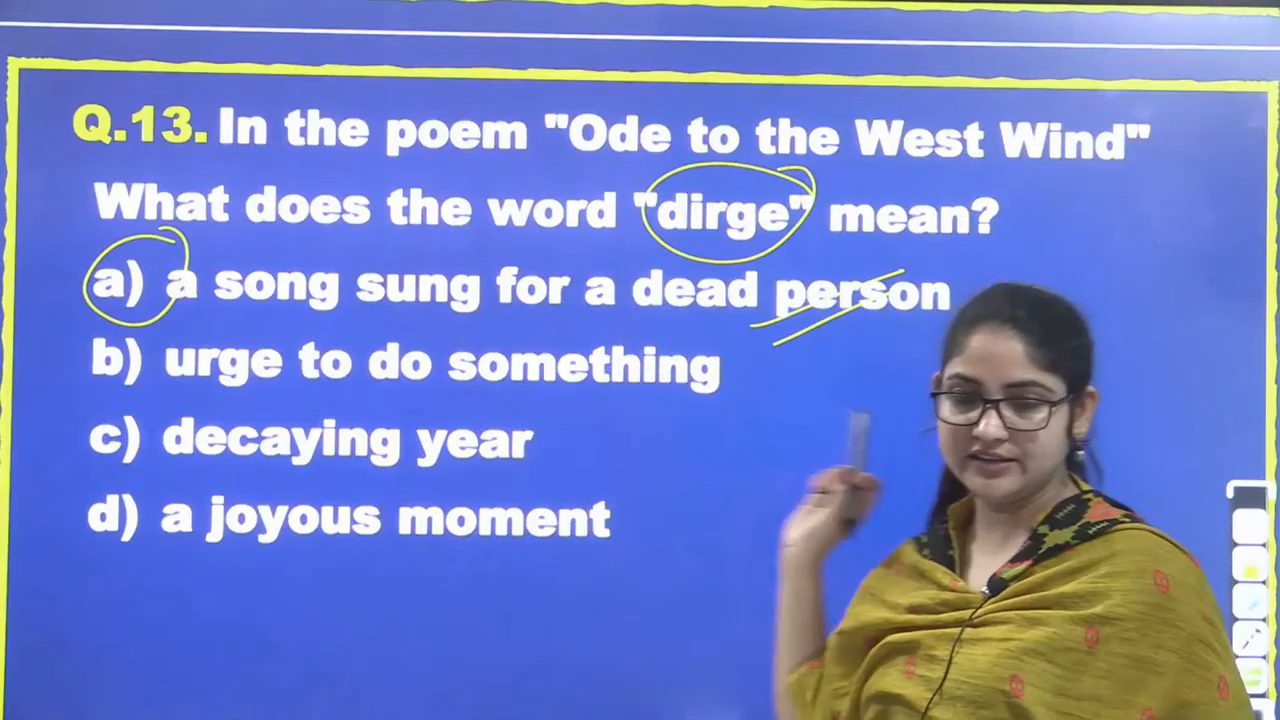 Q.13. In the poem "Ode to the West Wind"
What does the word "dirge" mean?
a) a song sung for a dead person
b) urge to do something
c) decaying year
d) a joyous moment